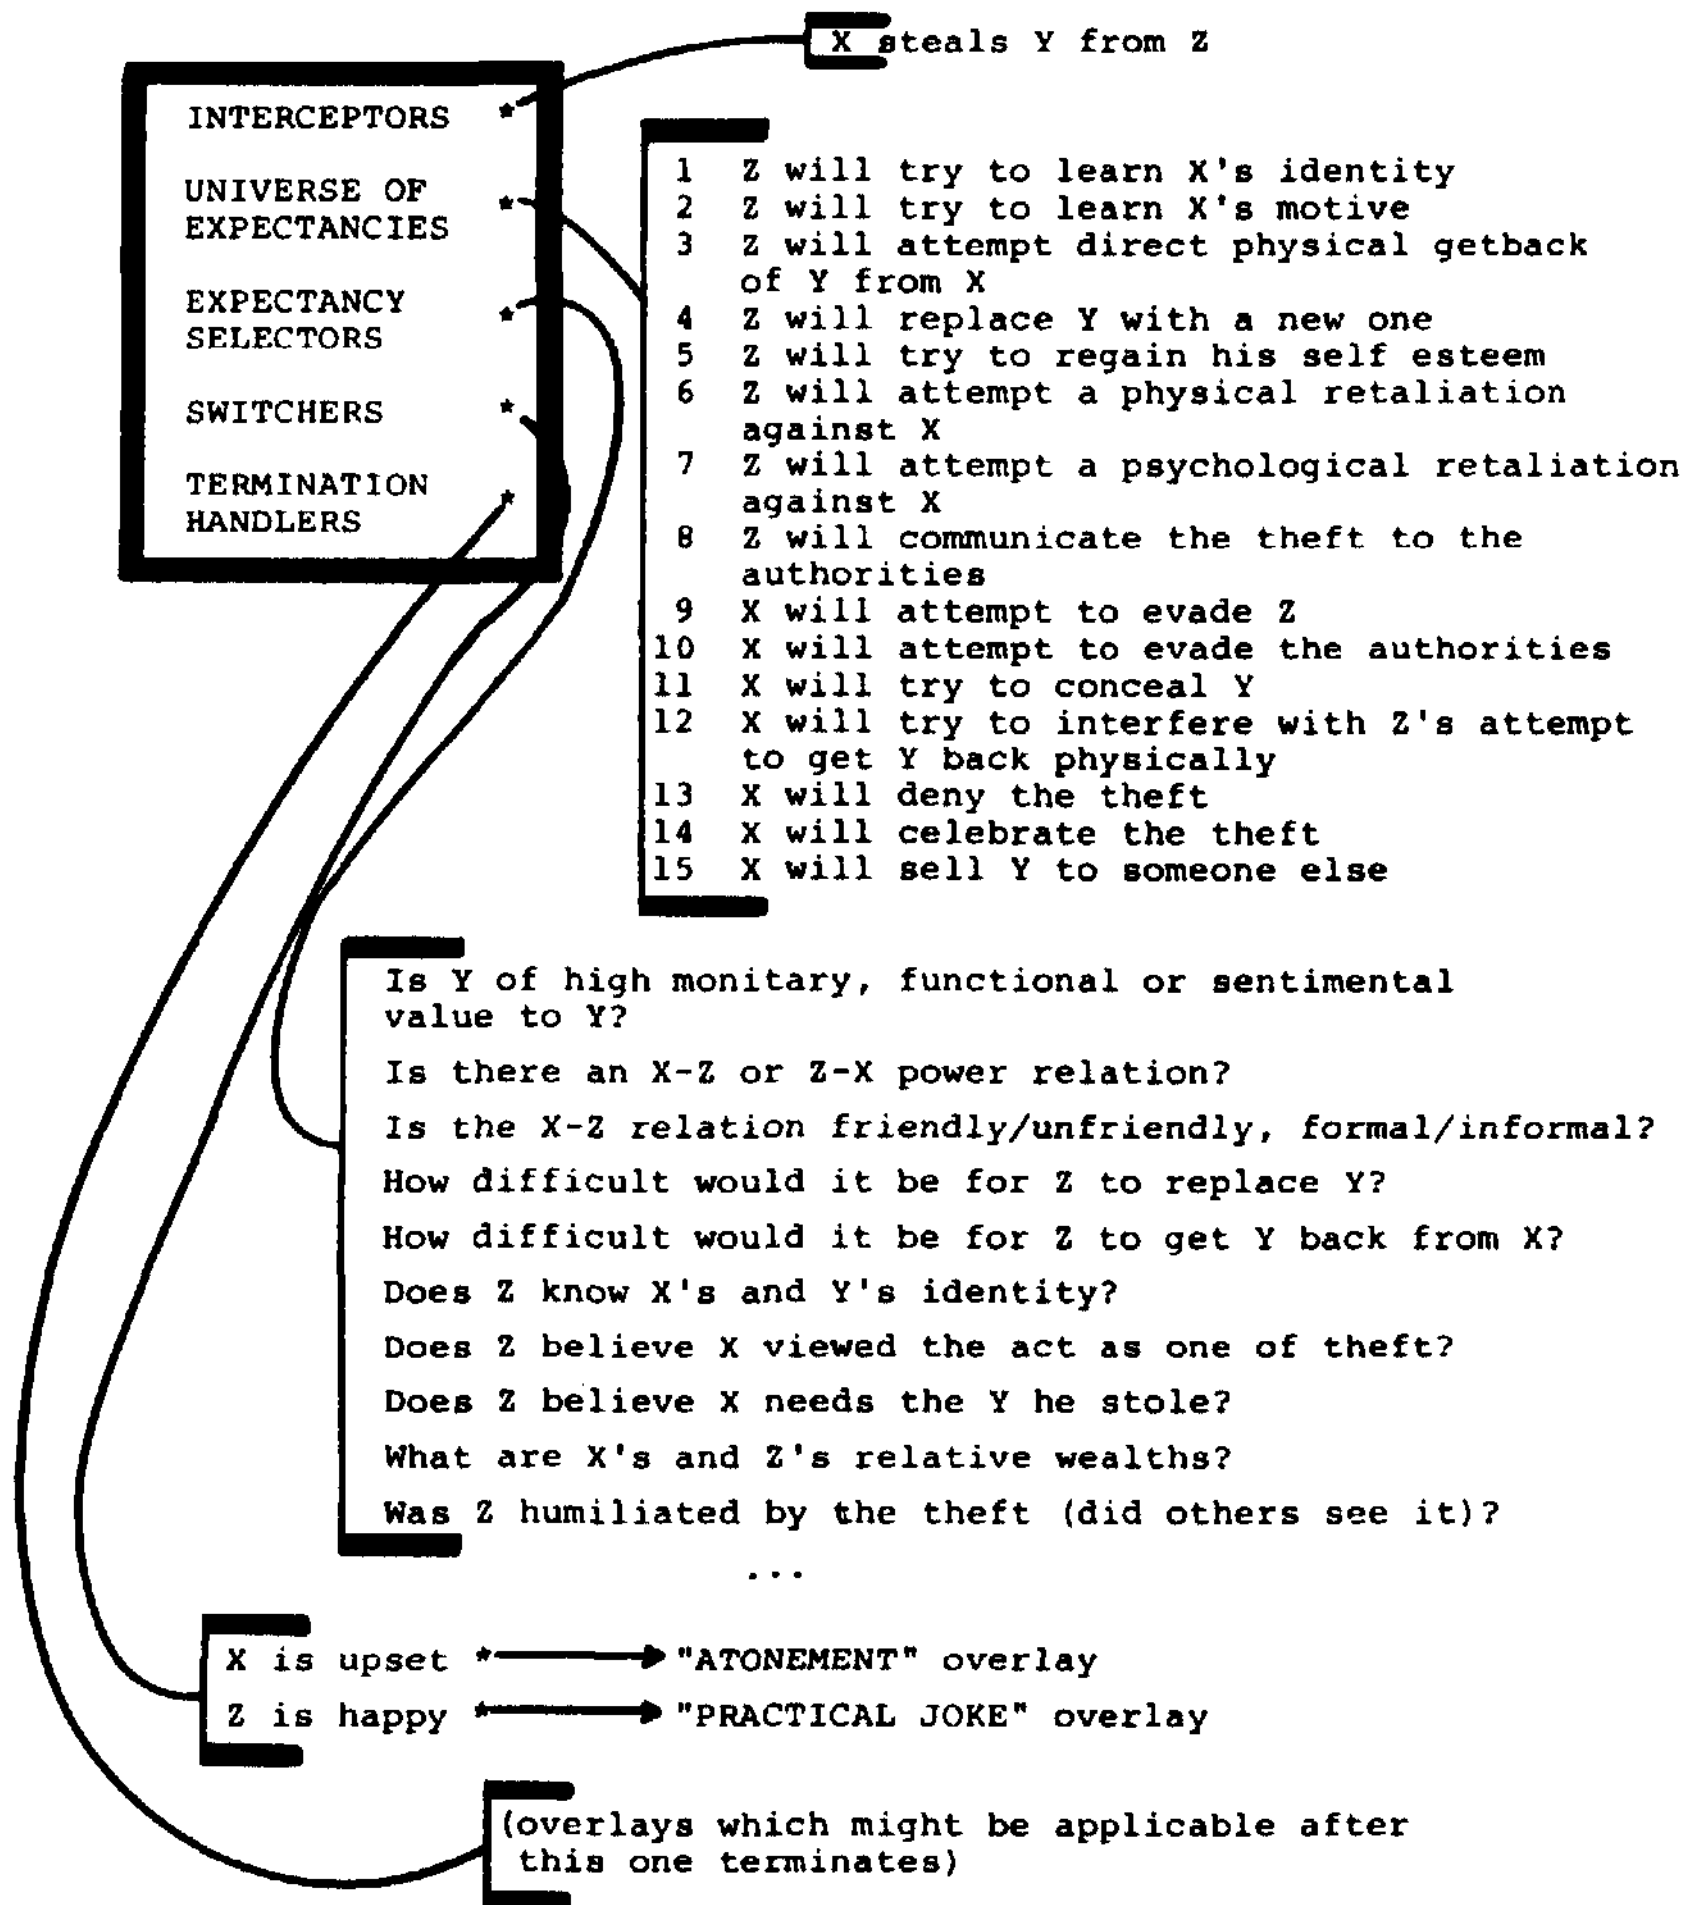 X steals Y from Z
INTERCEPTORS *
UNIVERSE OF
EXPECTANCIES *
EXPECTANCY
SELECTORS *
SWITCHERS *
TERMINATION
HANDLERS *
1 Z will try to learn X's identity
2 Z will try to learn X's motive
3 Z will attempt direct physical getback
of Y from X
4 Z will replace Y with a new one
5 Z will try to regain his self esteem
6 Z will attempt a physical retaliation
against X
7 Z will attempt a psychological retaliation
against X
8 Z will communicate the theft to the
authorities
9 X will attempt to evade Z
10 X will attempt to evade the authorities
11 X will try to conceal Y
12 X will try to interfere with Z's attempt
to get Y back physically
13 X will deny the theft
14 X will celebrate the theft
15 X will sell Y to someone else
Is Y of high monitary, functional or sentimental
value to Y?
Is there an X-Z or Z-X power relation?
Is the X-Z relation friendly/unfriendly, formal/informal?
How difficult would it be for Z to replace Y?
How difficult would it be for Z to get Y back from X?
Does Z know X's and Y's identity?
Does Z believe X viewed the act as one of theft?
Does Z believe X needs the Y he stole?
What are X's and Z's relative wealths?
Was Z humiliated by the theft (did others see it)?
...
X is upset * "ATONEMENT" overlay
Z is happy * "PRACTICAL JOKE" overlay
(overlays which might be applicable after
this one terminates)